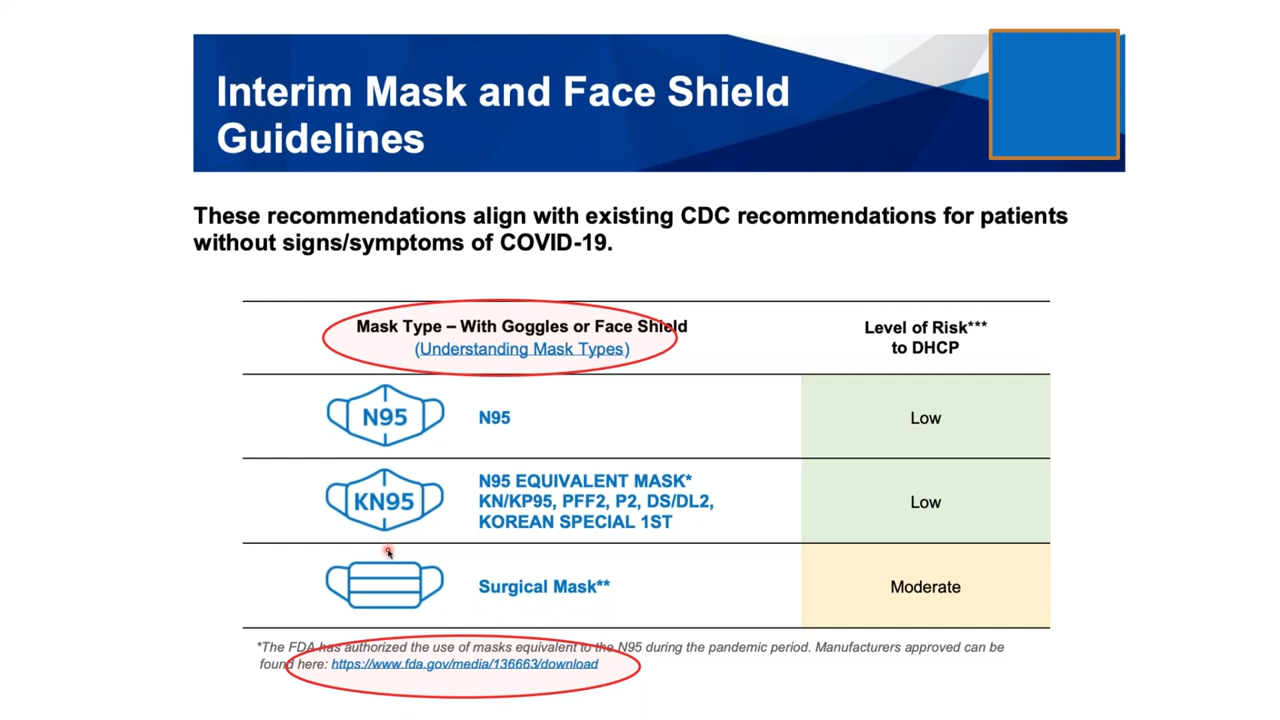 Interim Mask and Face Shield
Guidelines
These recommendations align with existing CDC recommendations for patients
without signs/symptoms of COVID-19.
Mask Type – With Goggles or Face Shield
(Understanding Mask Types)
Level of Risk***
to DHCP
N95
N95
Low
KN95
N95 EQUIVALENT MASK*
KN/KP95, PFF2, P2, DS/DL2,
KOREAN SPECIAL 1ST
Low
Surgical Mask**
Moderate
*The FDA has authorized the use of masks equivalent to the N95 during the pandemic period. Manufacturers approved can be
found here: https://www.fda.gov/media/136663/download